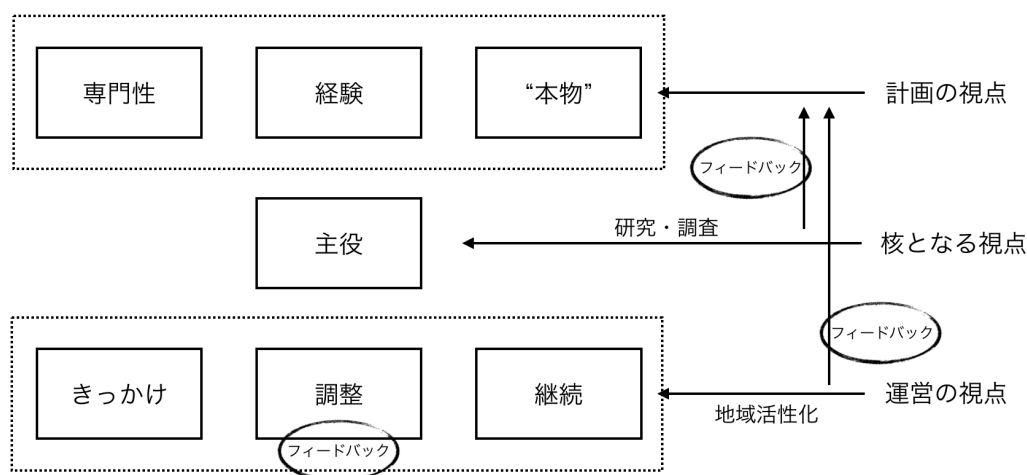 専門性
経験
“本物”
計画の視点
フィードバック
主役
研究・調査
核となる視点
フィードバック
きっかけ
調整
継続
地域活性化
運営の視点
フィードバック